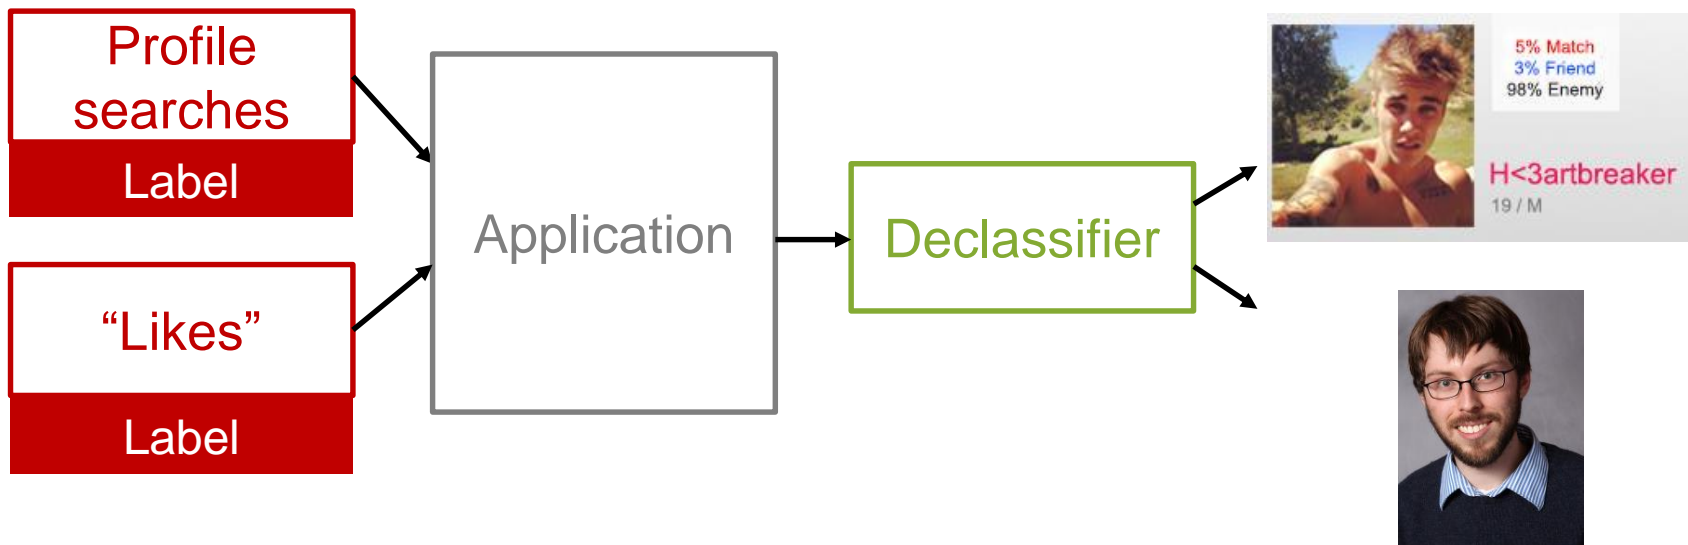 Profile
searches
Label
“Likes”
Label
Application
Declassifier
5% Match
3% Friend
98% Enemy
H<3artbreaker
19 / M